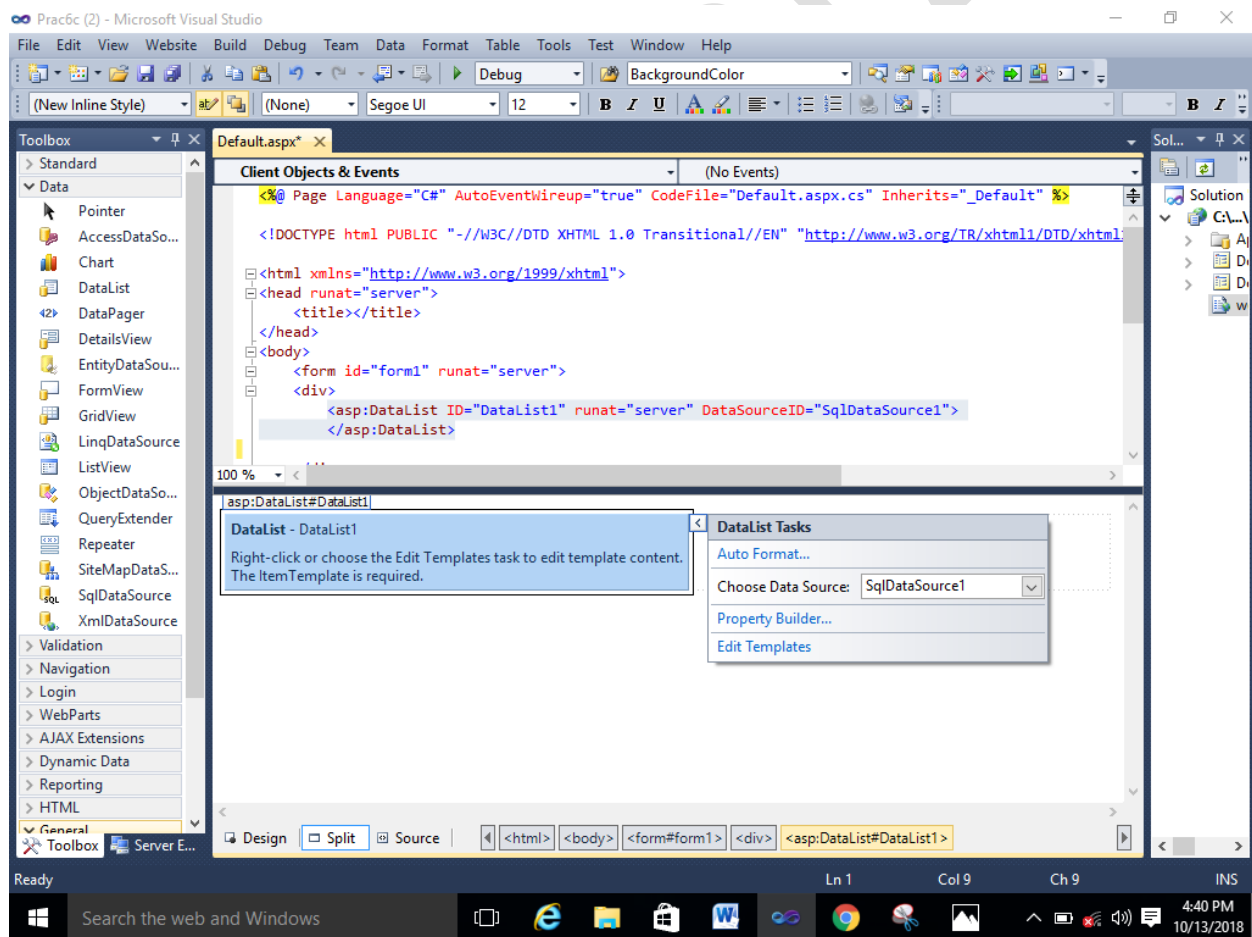 Prac6c (2) - Microsoft Visual Studio
File Edit View Website Build Debug Team Data Format Table Tools Test Window Help
Debug BackgroundColor
(New Inline Style) (None) Segoe UI 12 B I U A B I
Toolbox
Default.aspx*
Sol...
> Standard
Data
Pointer
AccessDataSo...
Chart
DataList
DataPager
DetailsView
EntityDataSou...
FormView
GridView
LinqDataSource
ListView
ObjectDataSo...
QueryExtender
Repeater
SiteMapDataS...
SqlDataSource
XmlDataSource
> Validation
> Navigation
> Login
> WebParts
> AJAX Extensions
> Dynamic Data
> Reporting
> HTML
General
Toolbox Server E...
Client Objects & Events (No Events)
<%@ Page Language="C#" AutoEventWireup="true" CodeFile="Default.aspx.cs" Inherits="_Default" %>
<!DOCTYPE html PUBLIC "-//W3C//DTD XHTML 1.0 Transitional//EN" "http://www.w3.org/TR/xhtml1/DTD/xhtml1
<html xmlns="http://www.w3.org/1999/xhtml">
<head runat="server">
<title></title>
</head>
<body>
<form id="form1" runat="server">
<div>
<asp:DataList ID="DataList1" runat="server" DataSourceID="SqlDataSource1">
</asp:DataList>
100 %
asp:DataList#DataList1
DataList - DataList1
Right-click or choose the Edit Templates task to edit template content.
The ItemTemplate is required.
DataList Tasks
Auto Format...
Choose Data Source: SqlDataSource1
Property Builder...
Edit Templates
Design Split Source <html> <body> <form#form1> <div> <asp:DataList#DataList1>
Solution
C:\...\
Ready Ln 1 Col 9 Ch 9 INS
Search the web and Windows
4:40 PM
10/13/2018